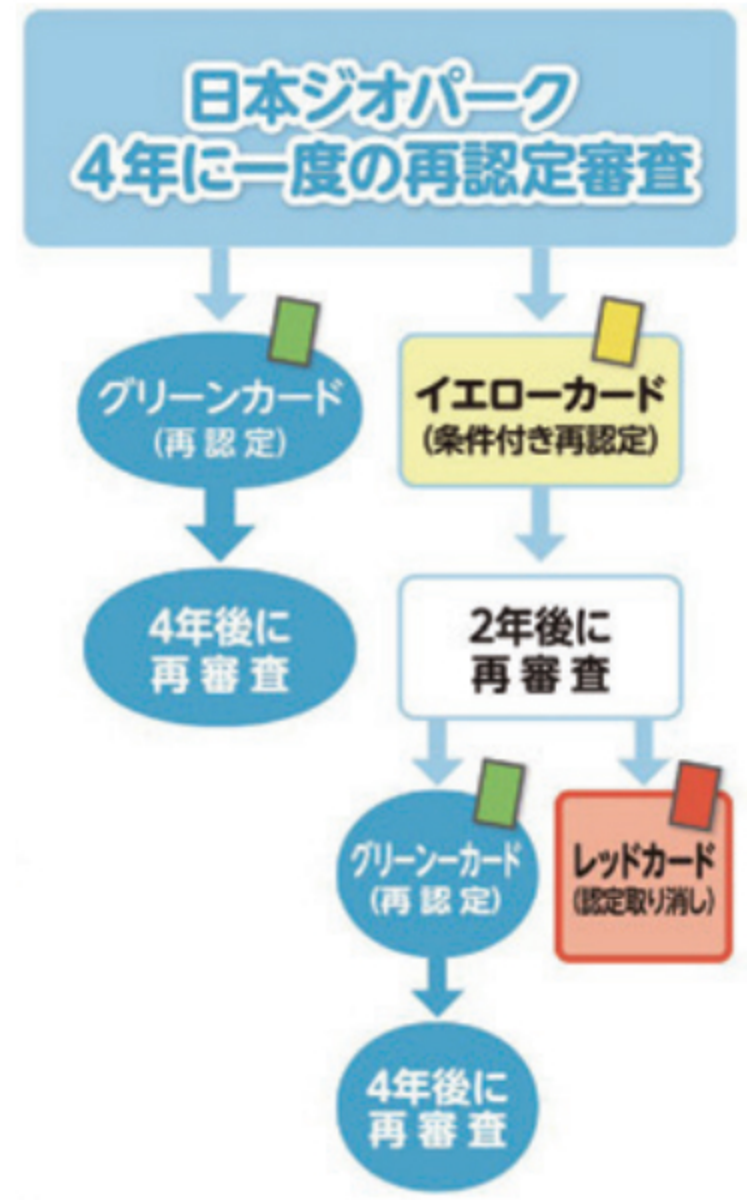 日本ジオパーク
4年に一度の再認定審査
グリーンカード
(再認定)
4年後に
再審査
イエローカード
(条件付き再認定)
2年後に
再審査
グリーンーカード
(再認定)
4年後に
再審査
レッドカード
(認定取り消し)